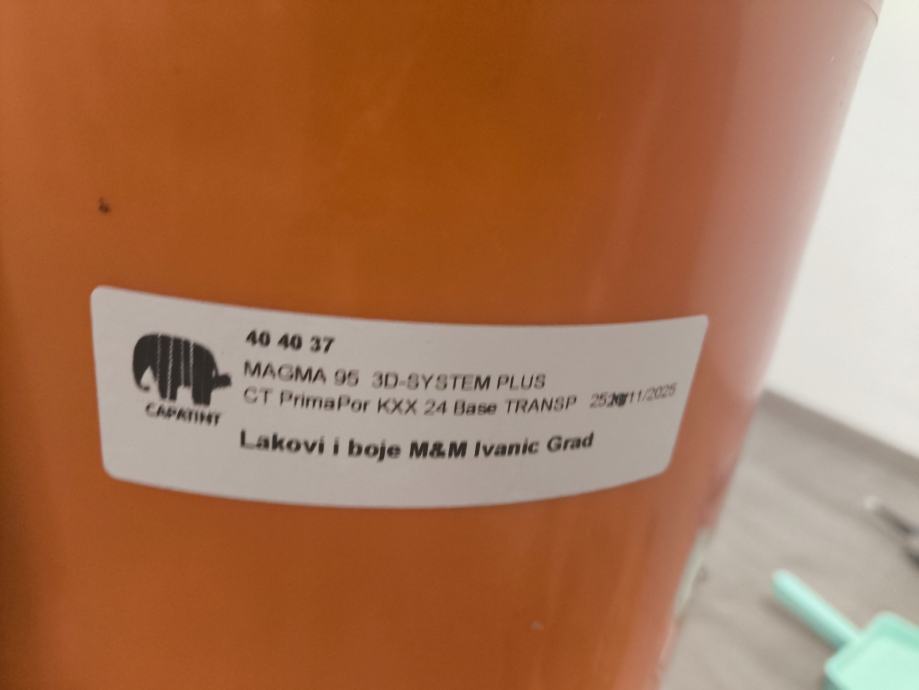 40 40 37
MAGMA 95 3D-SYSTEM PLUS
CT PrimaPor KXX 24 Base TRANSP
CAPATINT
Lakovi i boje M&M Ivanic Grad